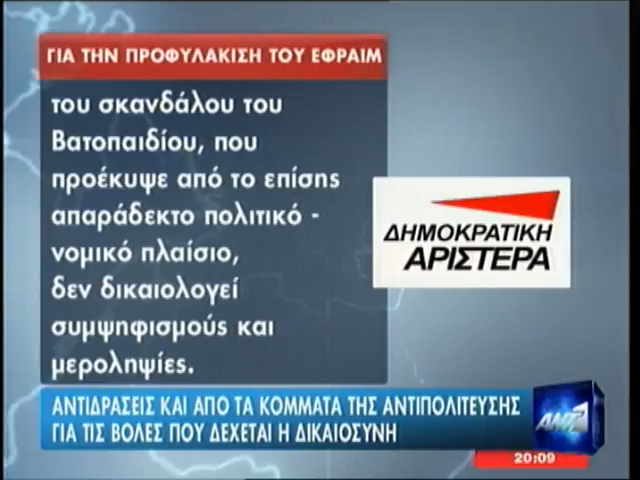 ΓΙΑ ΤΗΝ ΠΡΟΦΥΛΑΚΙΣΗ ΤΟΥ ΕΦΡΑΙΜ
του σκανδάλου του
Βατοπαιδίου, που
προέκυψε από το επίσης
απαράδεκτο πολιτικό -
νομικό πλαίσιο,
δεν δικαιολογεί
συμψηφισμούς και
μεροληψίες.
ΔΗΜΟΚΡΑΤΙΚΗ
ΑΡΙΣΤΕΡΑ
ΑΝΤΙΔΡΑΣΕΙΣ ΚΑΙ ΑΠΟ ΤΑ ΚΟΜΜΑΤΑ ΤΗΣ ΑΝΤΙΠΟΛΙΤΕΥΣΗΣ
ΓΙΑ ΤΙΣ ΒΟΛΕΣ ΠΟΥ ΔΕΧΕΤΑΙ Η ΔΙΚΑΙΟΣΥΝΗ
ANT1
20:09